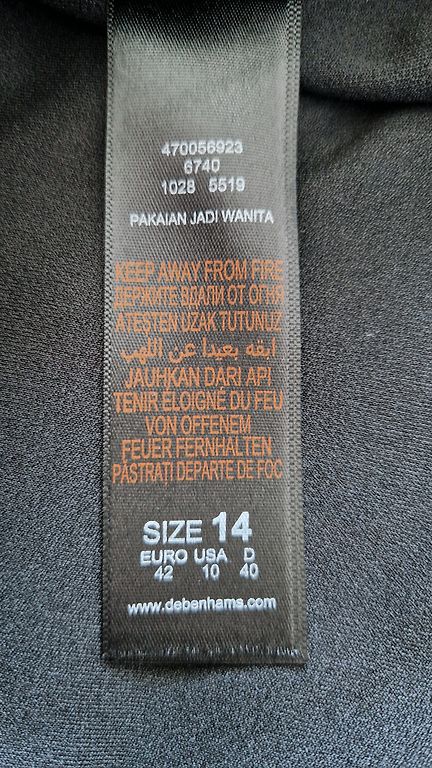 470056923
6740
1028 5519
PAKAIAN JADI WANITA
KEEP AWAY FROM FIRE
ДЕРЖИТЕ ВДАЛИ ОТ ОГНЯ
ATEŞTEN UZAK TUTUNUZ
ابقه بعيدا عن اللهب
JAUHKAN DARI API
TENIR ÉLOIGNÉ DU FEU
VON OFFENEM
FEUER FERNHALTEN
PĂSTRAȚI DEPARTE DE FOC
SIZE 14
EURO USA D
42 10 40
www.debenhams.com